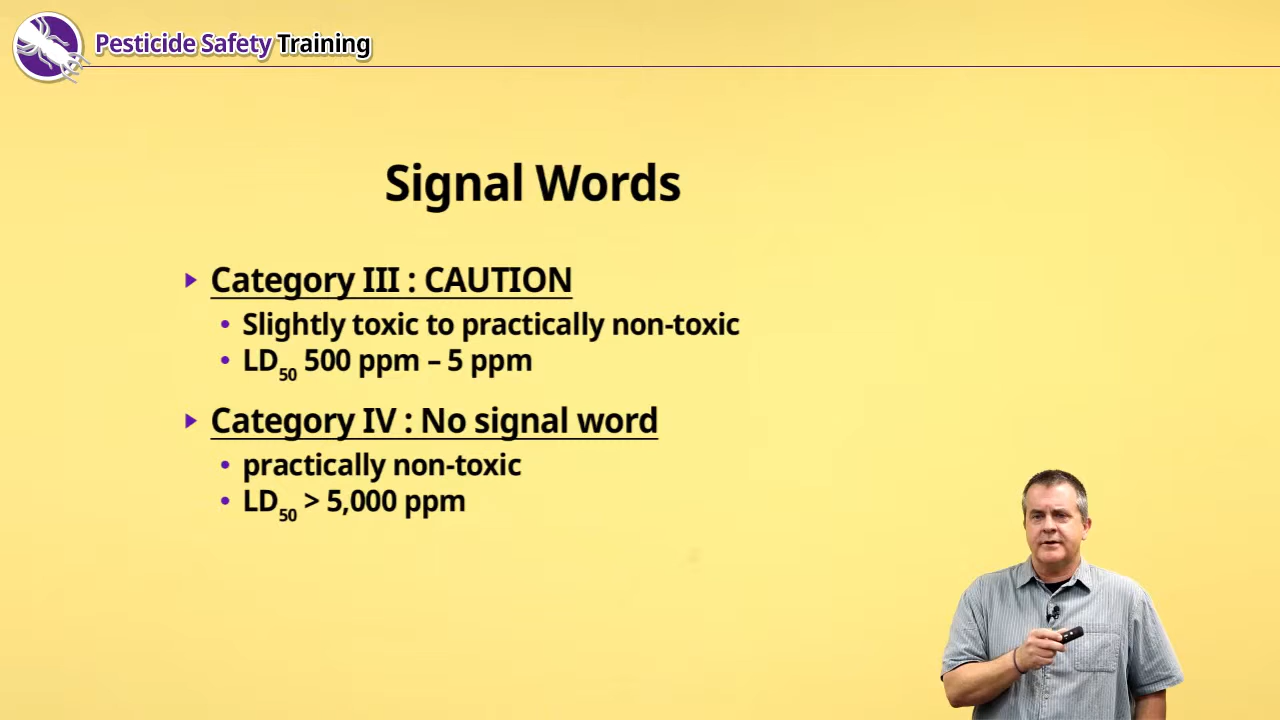 Pesticide Safety Training
Signal Words
Category III : CAUTION
Slightly toxic to practically non-toxic
LD50 500 ppm – 5 ppm
Category IV : No signal word
practically non-toxic
LD50 > 5,000 ppm